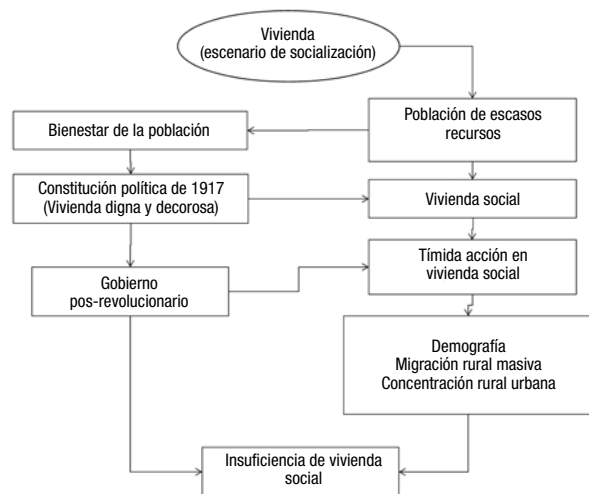 Vivienda
(escenario de socialización)
Población de escasos
recursos
Bienestar de la población
Constitución política de 1917
(Vivienda digna y decorosa)
Vivienda social
Tímida acción en
vivienda social
Gobierno
pos-revolucionario
Demografía
Migración rural masiva
Concentración rural urbana
Insuficiencia de vivienda
social